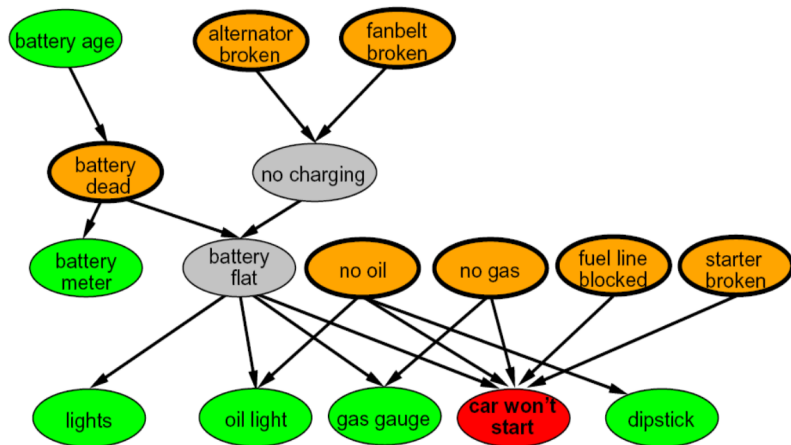 battery age
alternator
broken
fanbelt
broken
battery
dead
no charging
battery
meter
battery
flat
no oil
no gas
fuel line
blocked
starter
broken
lights
oil light
gas gauge
car won't
start
dipstick